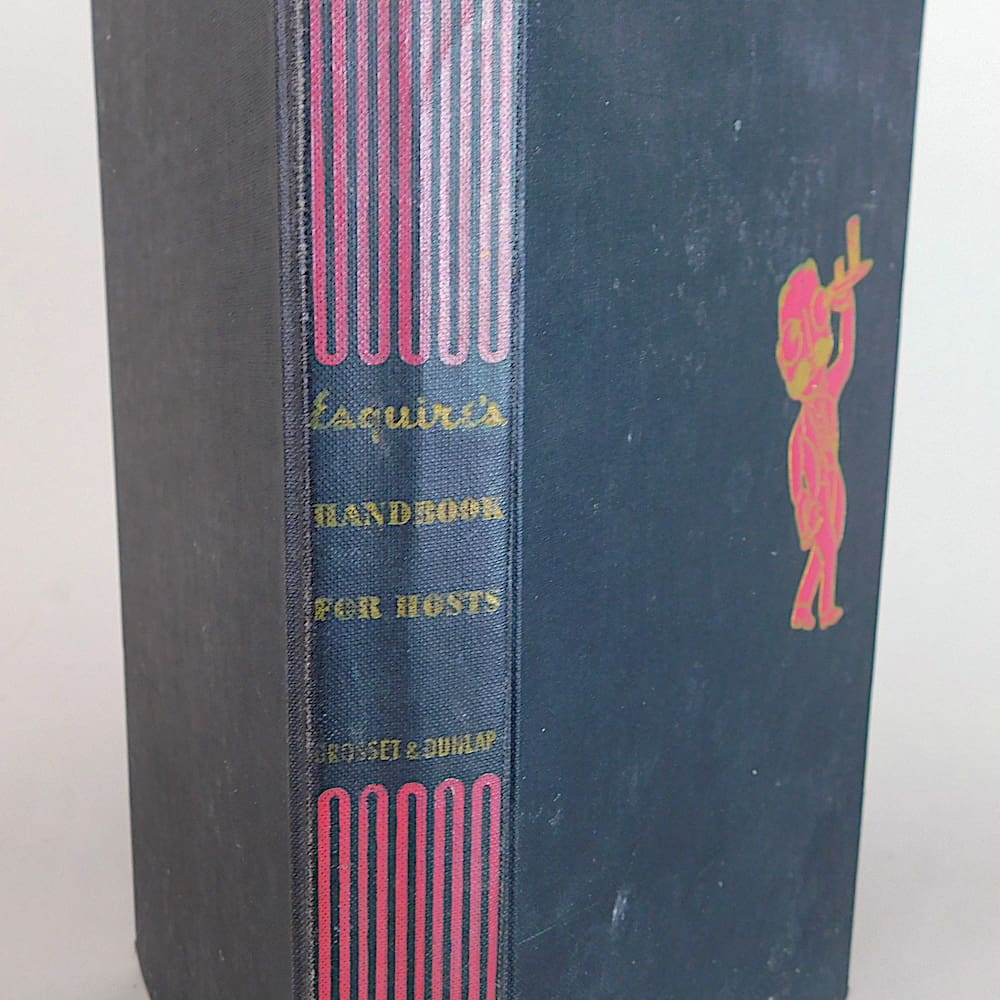 Esquire's
HANDBOOK
FOR HOSTS
GROSSET & DUNLAP